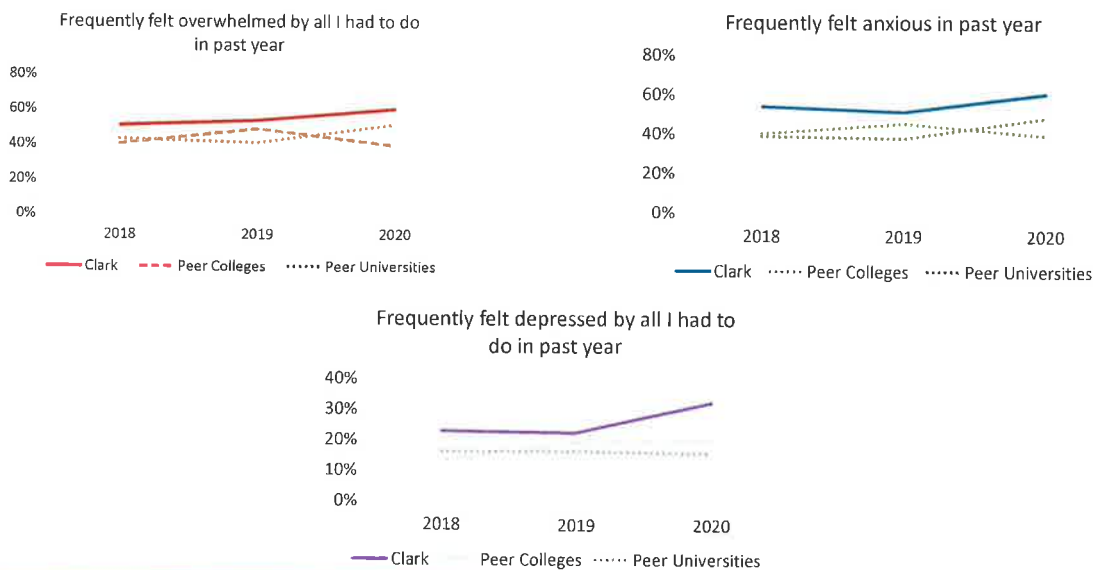 Frequently felt overwhelmed by all I had to do
in past year
80%
60%
40%
20%
0%
2018 2019 2020
Clark Peer Colleges Peer Universities
Frequently felt anxious in past year
80%
60%
40%
20%
0%
2018 2019 2020
Clark Peer Colleges Peer Universities
Frequently felt depressed by all I had to
do in past year
40%
30%
20%
10%
0%
2018 2019 2020
Clark Peer Colleges Peer Universities